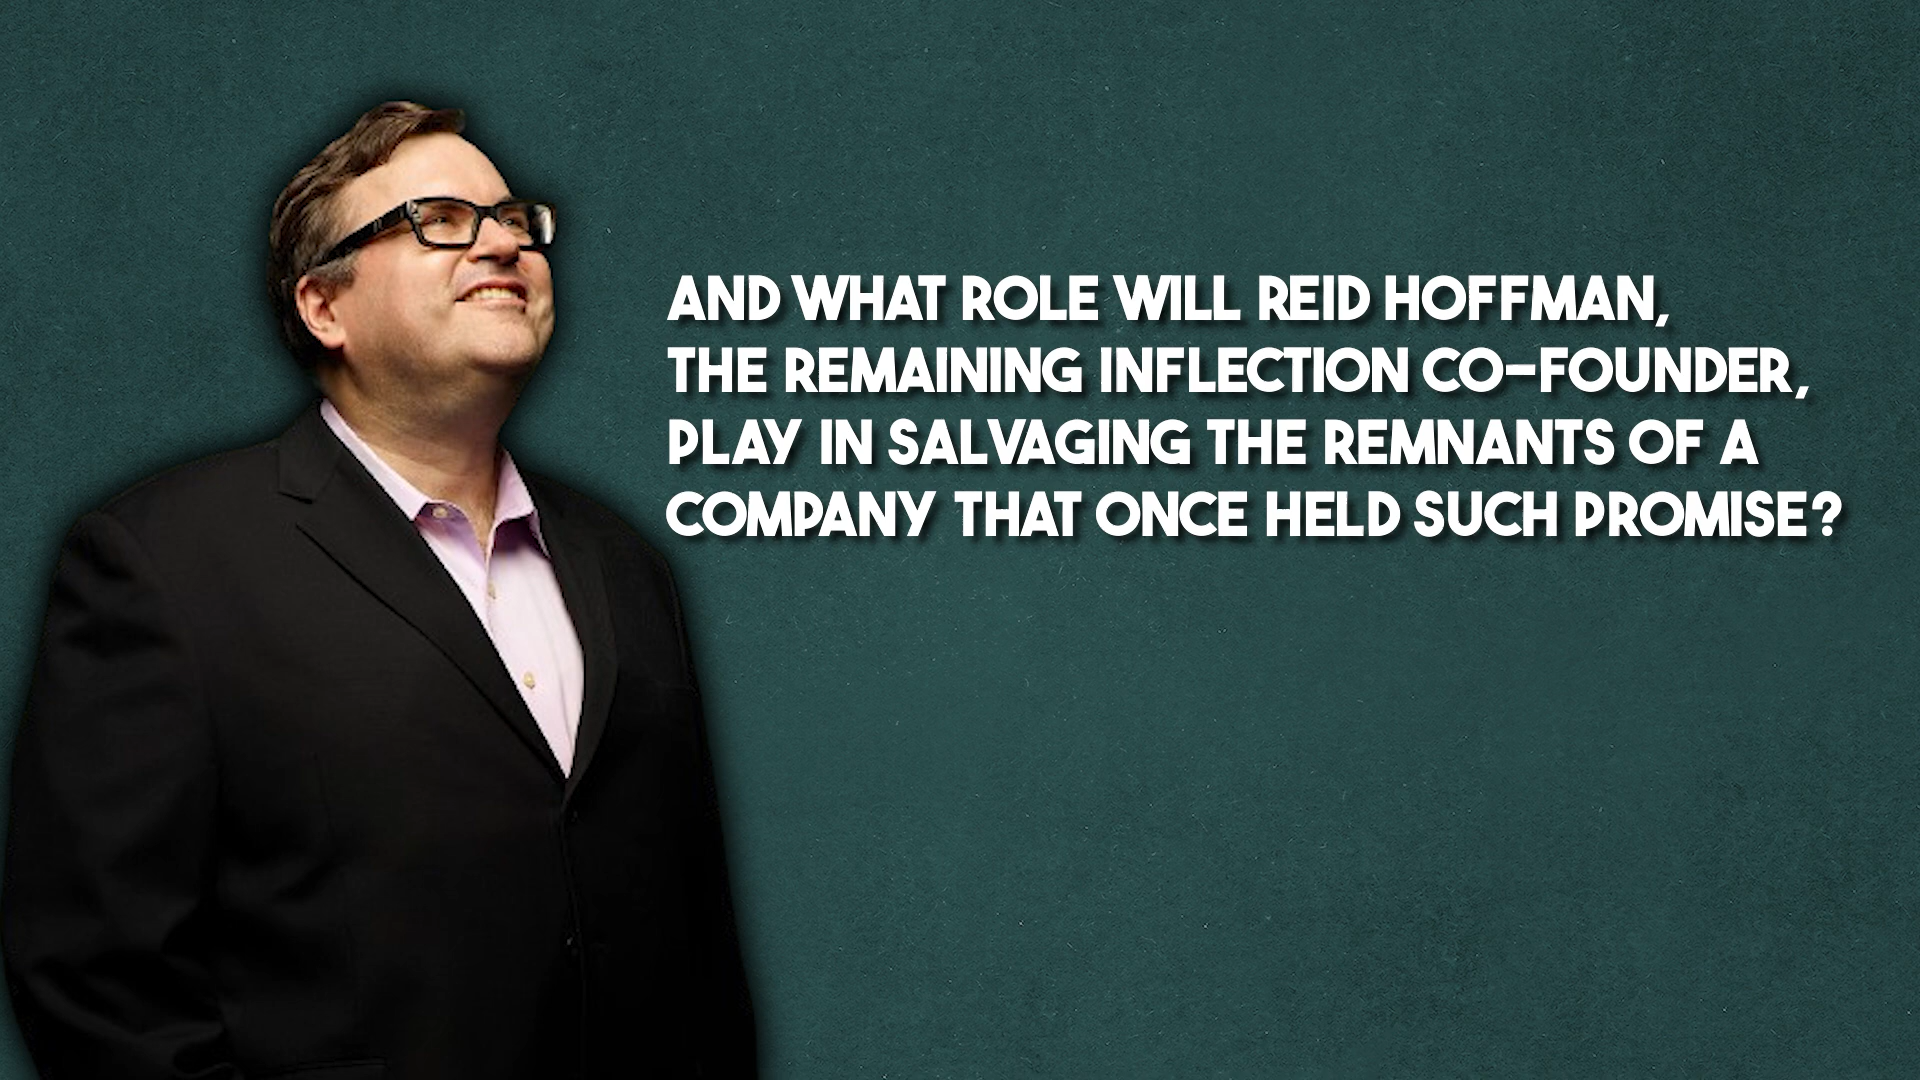 AND WHAT ROLE WILL REID HOFFMAN,
THE REMAINING INFLECTION CO-FOUNDER,
PLAY IN SALVAGING THE REMNANTS OF A
COMPANY THAT ONCE HELD SUCH PROMISE?